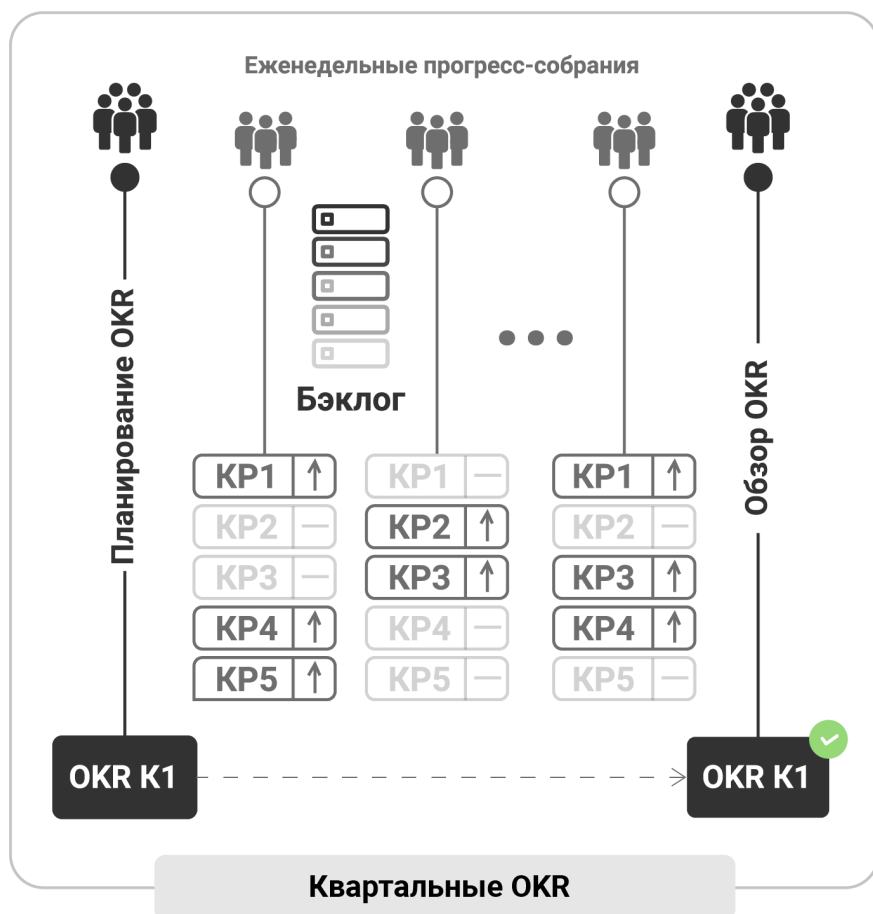 Еженедельные прогресс-собрания
Планирование OKR
Бэклог
Обзор OKR
КР1
КР2
КР3
КР4
КР5
КР1
КР2
КР3
КР4
КР5
КР1
КР2
КР3
КР4
КР5
OKR К1
OKR К1
Квартальные OKR